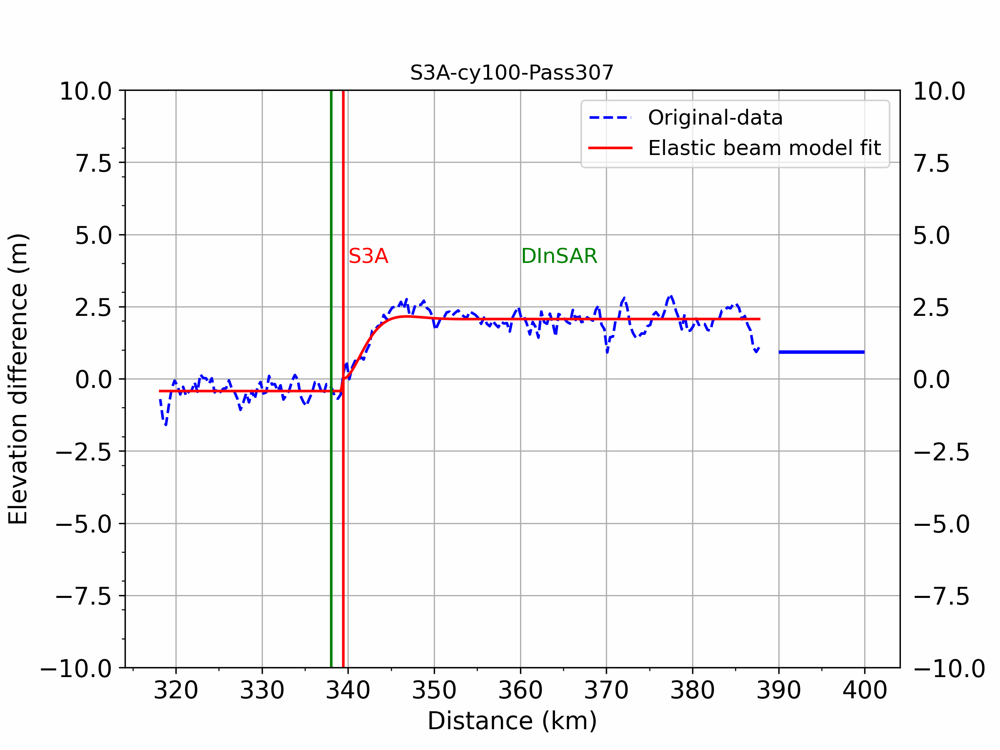 S3A-cy100-Pass307
10.0
7.5
5.0
2.5
0.0
−2.5
−5.0
−7.5
−10.0
Elevation difference (m)
Original-data
Elastic beam model fit
S3A
DInSAR
10.0
7.5
5.0
2.5
0.0
−2.5
−5.0
−7.5
−10.0
320 330 340 350 360 370 380 390 400
Distance (km)